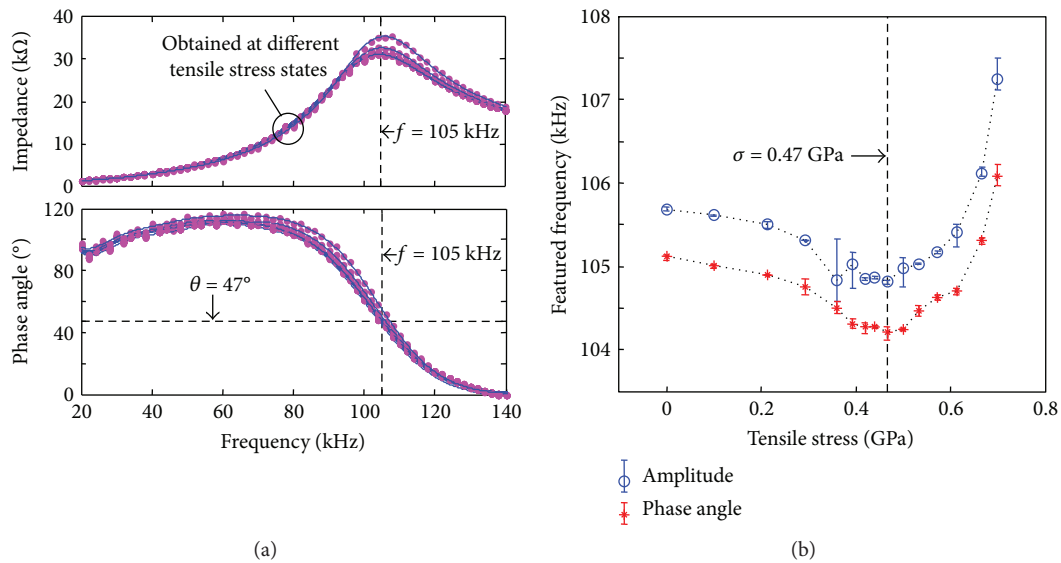 40
30
20
10
0
Impedance (kΩ)
Obtained at different
tensile stress states
f = 105 kHz
120
80
40
0
Phase angle (°)
θ = 47°
f = 105 kHz
20 40 60 80 100 120 140
Frequency (kHz)
(a)
108
107
106
105
104
Featured frequency (kHz)
σ = 0.47 GPa
0 0.2 0.4 0.6 0.8
Tensile stress (GPa)
Amplitude
Phase angle
(b)